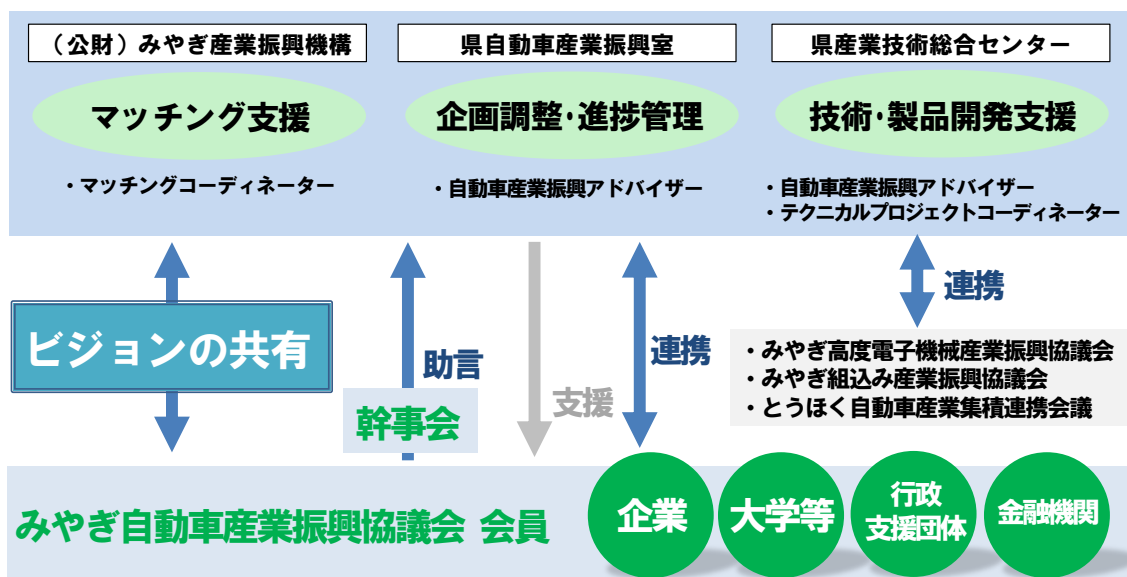 （公財）みやぎ産業振興機構
県自動車産業振興室
県産業技術総合センター
マッチング支援
企画調整･進捗管理
技術･製品開発支援
・マッチングコーディネーター
・自動車産業振興アドバイザー
・自動車産業振興アドバイザー
・テクニカルプロジェクトコーディネーター
ビジョンの共有
助言
幹事会
支援
連携
連携
・みやぎ高度電子機械産業振興協議会
・みやぎ組込み産業振興協議会
・とうほく自動車産業集積連携会議
みやぎ自動車産業振興協議会 会員
企業
大学等
行政
支援団体
金融機関